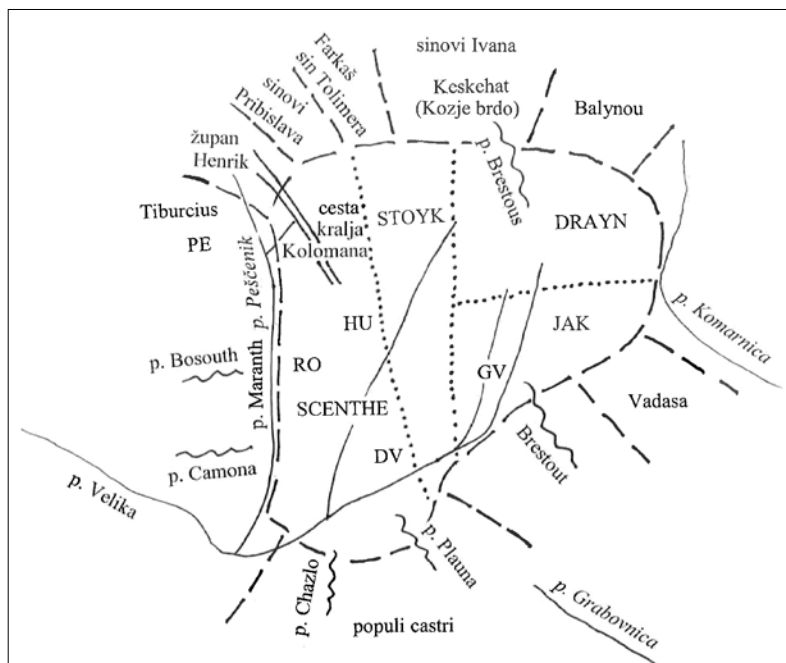 sinovi Ivana
Farkaš
sin Tolimera
sinovi
Pribislava
Keskehat
(Kozje brdo)
Balynou
župan
Henrik
p. Brestous
Tiburcius
PE
cesta
kralja
Kolomana
STOYK
DRAYN
p. Peščenik
p. Komarnica
HU
JAK
p. Bosouth
p. Maranth
RO
GV
Vadasa
SCENTHE
Brestout
DV
p. Camona
p. Velika
p. Plauna
p. Chazlo
p. Grabovnica
populi castri